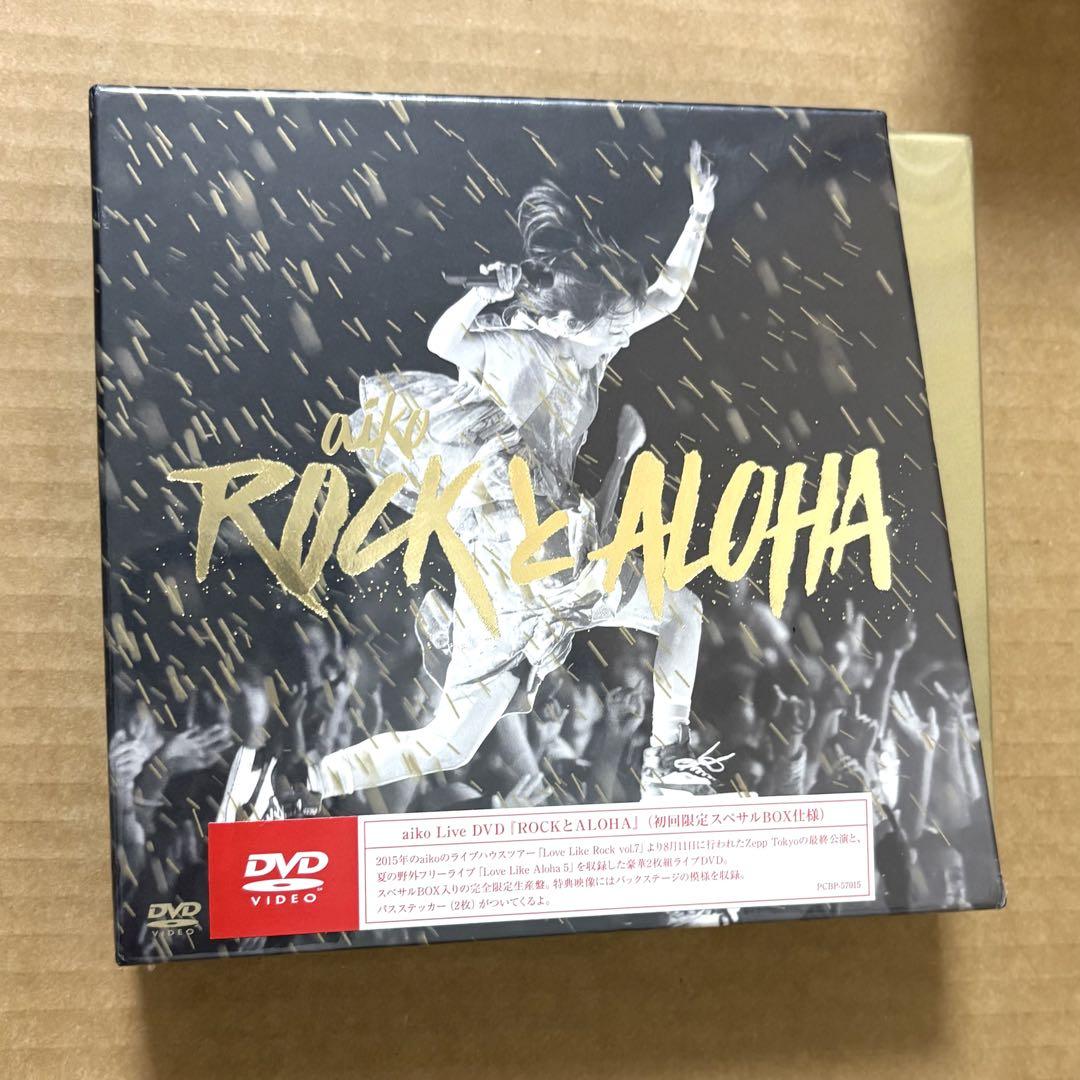 aiko
ROCKとALOHA
DVD
VIDEO
aiko Live DVD『ROCKとALOHA』(初回限定スペサルBOX仕様)
2015年のaikoのライブハウスツアー「Love Like Rock vol.7」より8月11日に行われたZepp Tokyoの最終公演と、
夏の野外フリーライブ「Love Like Aloha 5」を収録した豪華2枚組ライブDVD。
スペサルBOX入りの完全限定生産盤。特典映像にはバックステージの模様を収録。
パスステッカー(2枚)がついてくるよ。
PCBP-57015
DVD
VIDEO